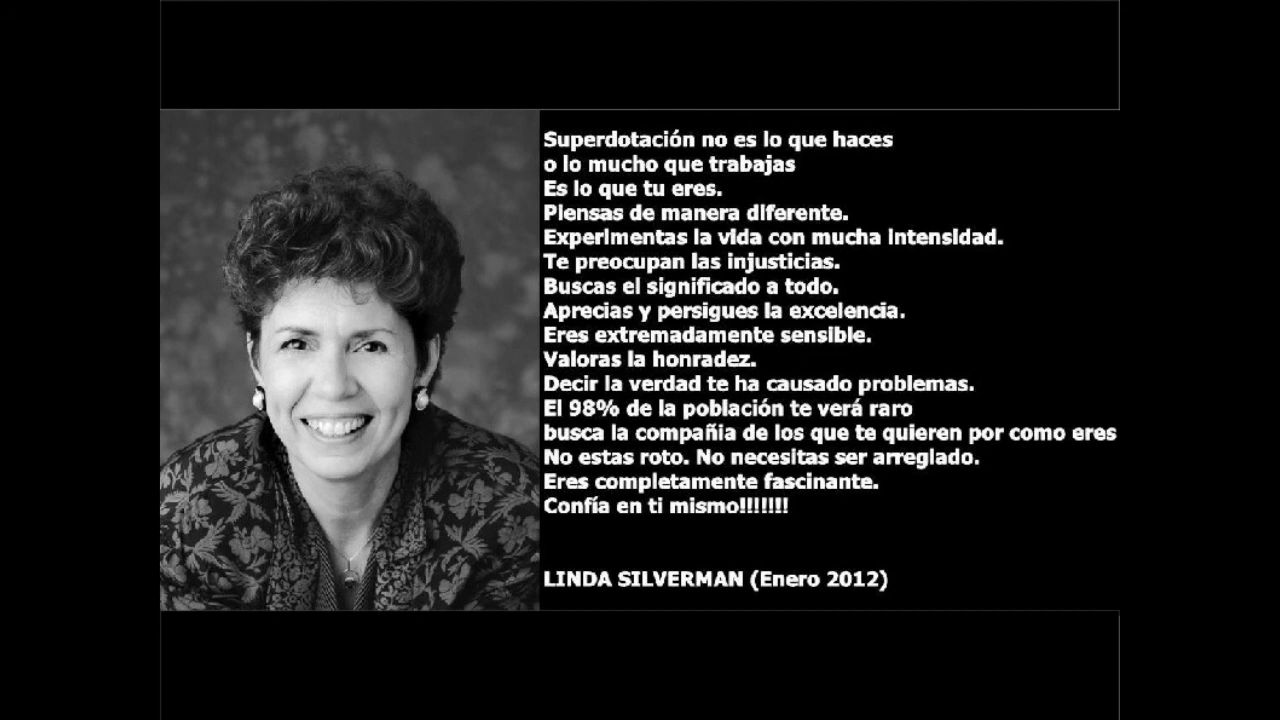 Superdotación no es lo que haces
o lo mucho que trabajas
Es lo que tu eres.
Piensas de manera diferente.
Experimentas la vida con mucha intensidad.
Te preocupan las injusticias.
Buscas el significado a todo.
Aprecias y persigues la excelencia.
Eres extremadamente sensible.
Valoras la honradez.
Decir la verdad te ha causado problemas.
El 98% de la población te verá raro
busca la compañia de los que te quieren por como eres
No estas roto. No necesitas ser arreglado.
Eres completamente fascinante.
Confía en ti mismo!!!!!!!
LINDA SILVERMAN (Enero 2012)